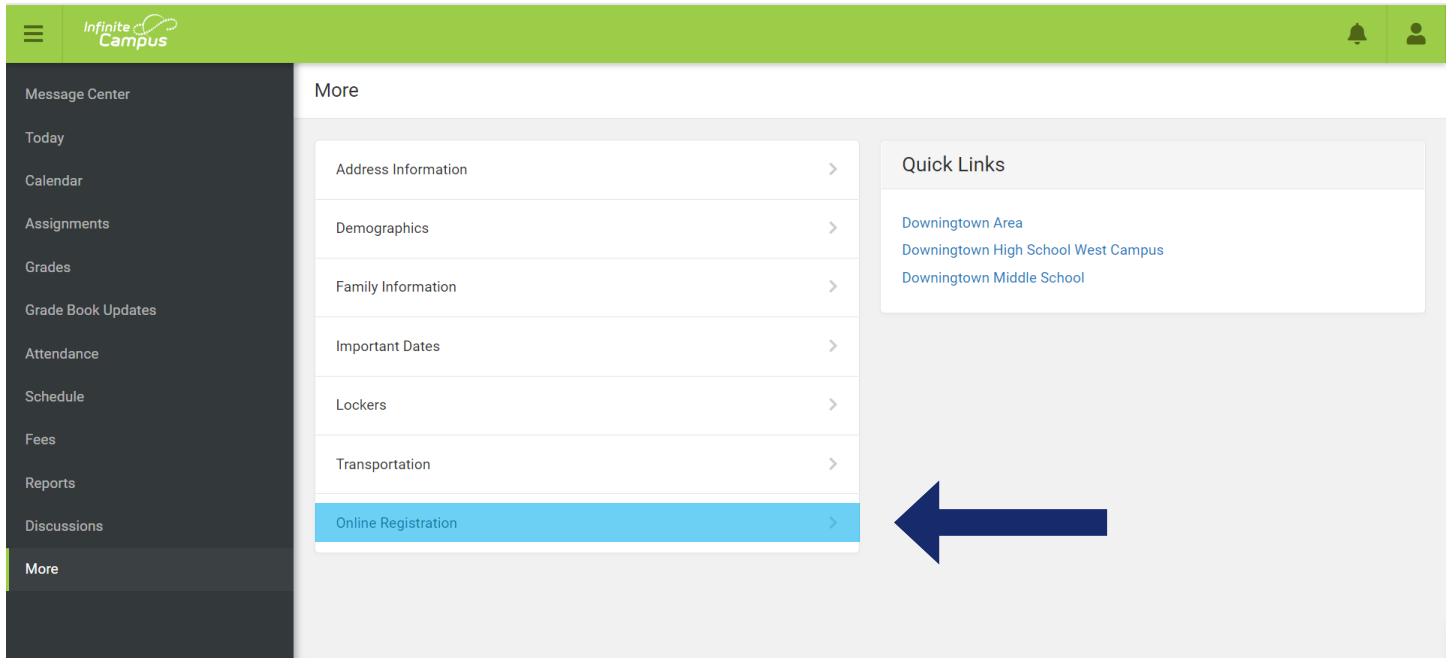 Infinite
Campus
Message Center
Today
Calendar
Assignments
Grades
Grade Book Updates
Attendance
Schedule
Fees
Reports
Discussions
More
More
Address Information
Demographics
Family Information
Important Dates
Lockers
Transportation
Online Registration
Quick Links
Downingtown Area
Downingtown High School West Campus
Downingtown Middle School